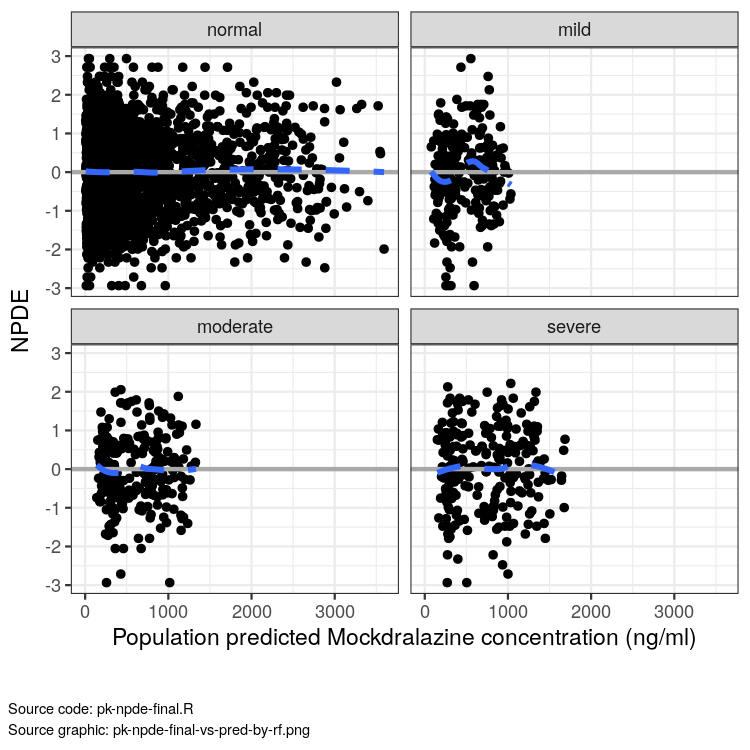 normal
mild
3
2
1
0
-1
-2
-3
moderate
severe
3
2
1
0
-1
-2
-3
NPDE
0 1000 2000 3000 0 1000 2000 3000
Population predicted Mockdralazine concentration (ng/ml)
Source code: pk-npde-final.R
Source graphic: pk-npde-final-vs-pred-by-rf.png